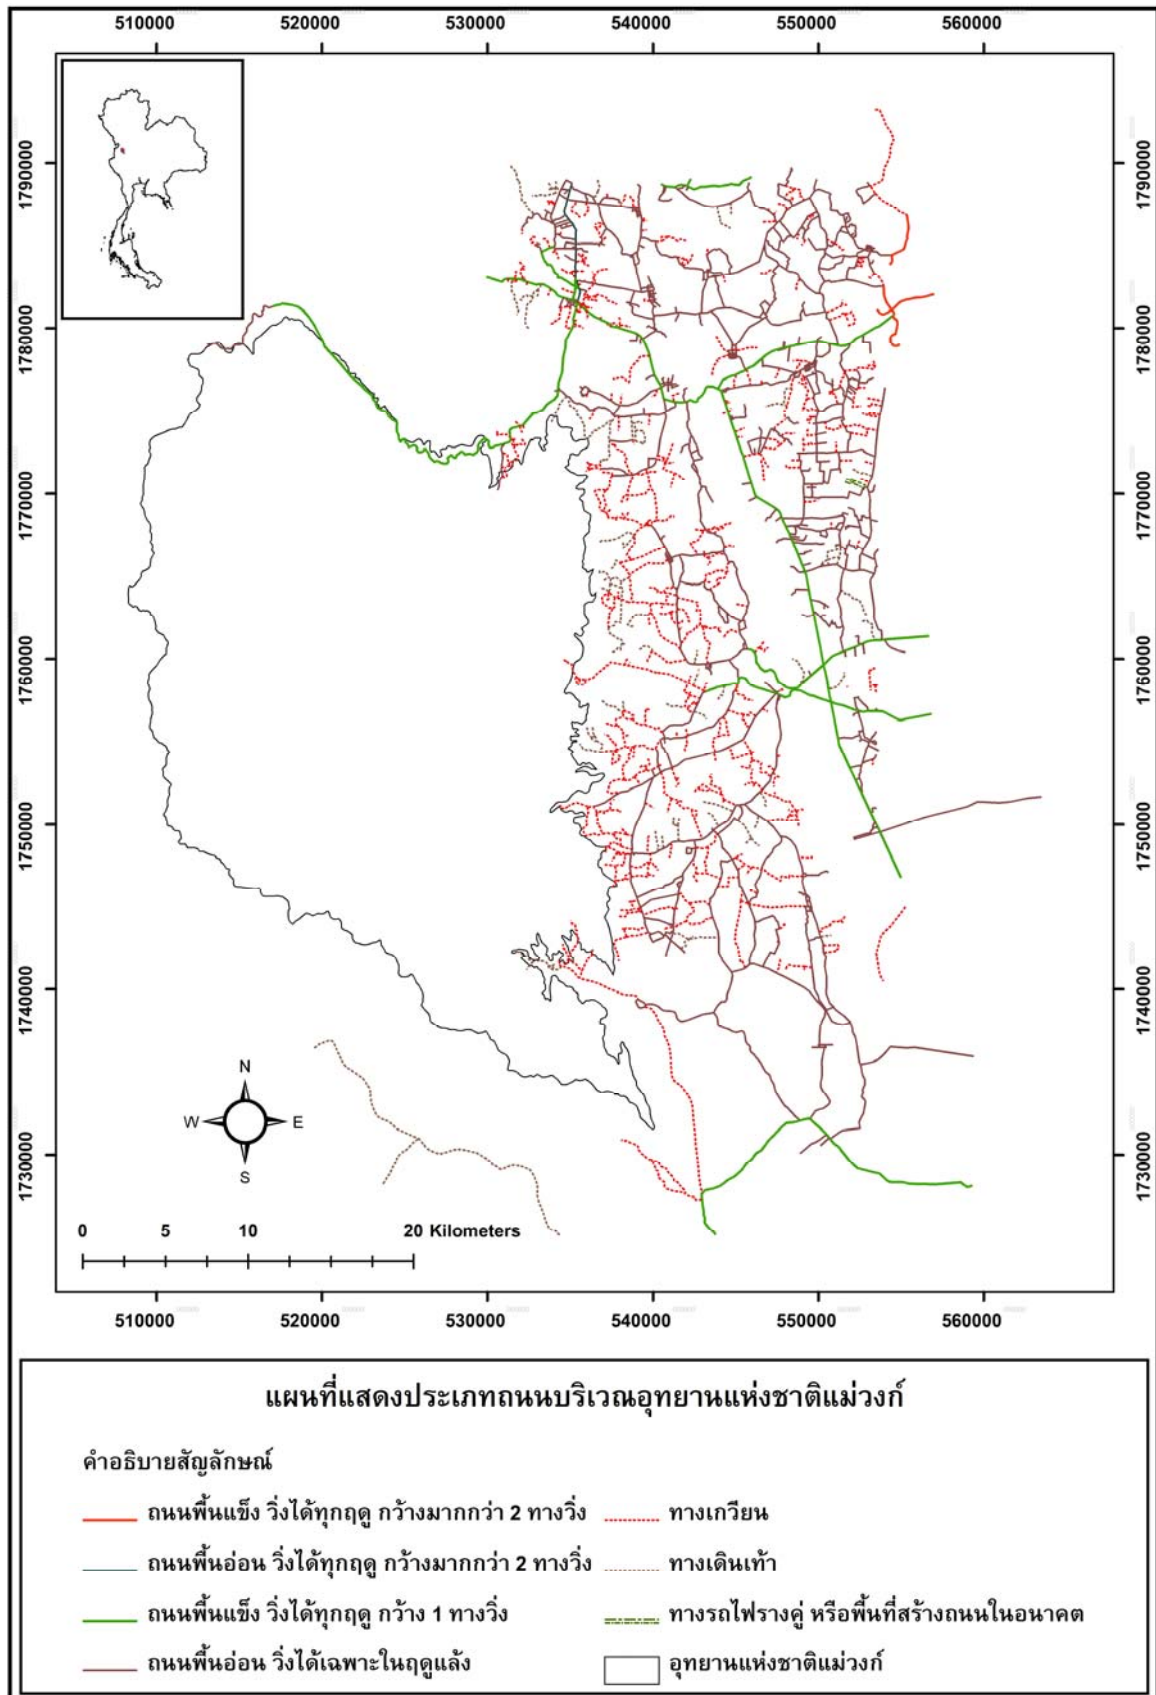 510000 520000 530000 540000 550000 560000
1790000 1790000
1780000 1780000
1770000 1770000
1760000 1760000
1750000 1750000
1740000 1740000
1730000 1730000
N
W E
S
0 5 10 20 Kilometers
510000 520000 530000 540000 550000 560000
แผนที่แสดงประเภทถนนบริเวณอุทยานแห่งชาติแม่วงก์
คำอธิบายสัญลักษณ์
ถนนพื้นแข็ง วิ่งได้ทุกฤดู กว้างมากกว่า 2 ทางวิ่ง
ถนนพื้นอ่อน วิ่งได้ทุกฤดู กว้างมากกว่า 2 ทางวิ่ง
ถนนพื้นแข็ง วิ่งได้ทุกฤดู กว้าง 1 ทางวิ่ง
ถนนพื้นอ่อน วิ่งได้เฉพาะในฤดูแล้ง
ทางเกวียน
ทางเดินเท้า
ทางรถไฟรางคู่ หรือพื้นที่สร้างถนนในอนาคต
อุทยานแห่งชาติแม่วงก์